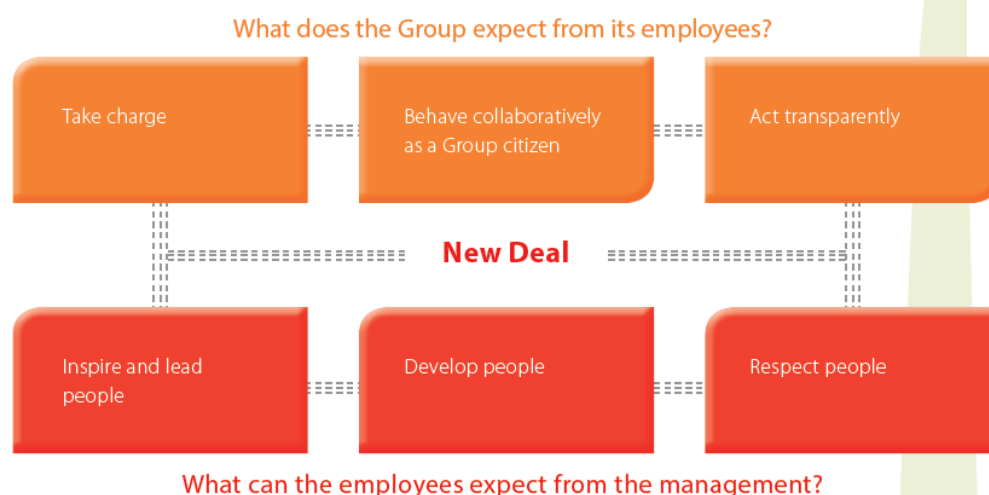 What does the Group expect from its employees?
Take charge
Behave collaboratively
as a Group citizen
Act transparently
New Deal
Inspire and lead
people
Develop people
Respect people
What can the employees expect from the management?